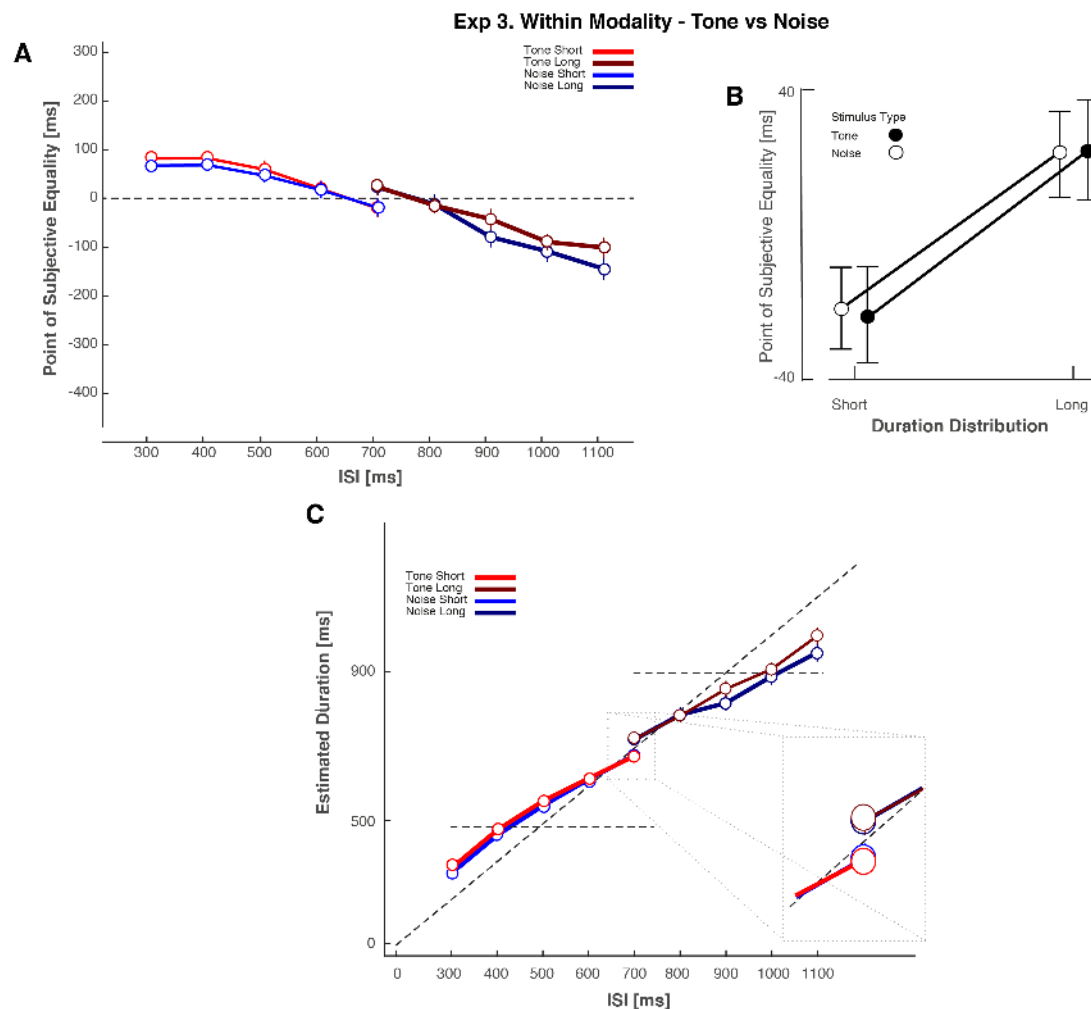 Exp 3. Within Modality - Tone vs Noise
A
Point of Subjective Equality [ms]
300
200
100
0
-100
-200
-300
-400
Tone Short
Tone Long
Noise Short
Noise Long
300 400 500 600 700 800 900 1000 1100
ISI [ms]
B
Point of Subjective Equality [ms]
40
-40
Stimulus Type
Tone
Noise
Short Long
Duration Distribution
C
Estimated Duration [ms]
900
500
0
Tone Short
Tone Long
Noise Short
Noise Long
0 300 400 500 600 700 800 900 1000 1100
ISI [ms]